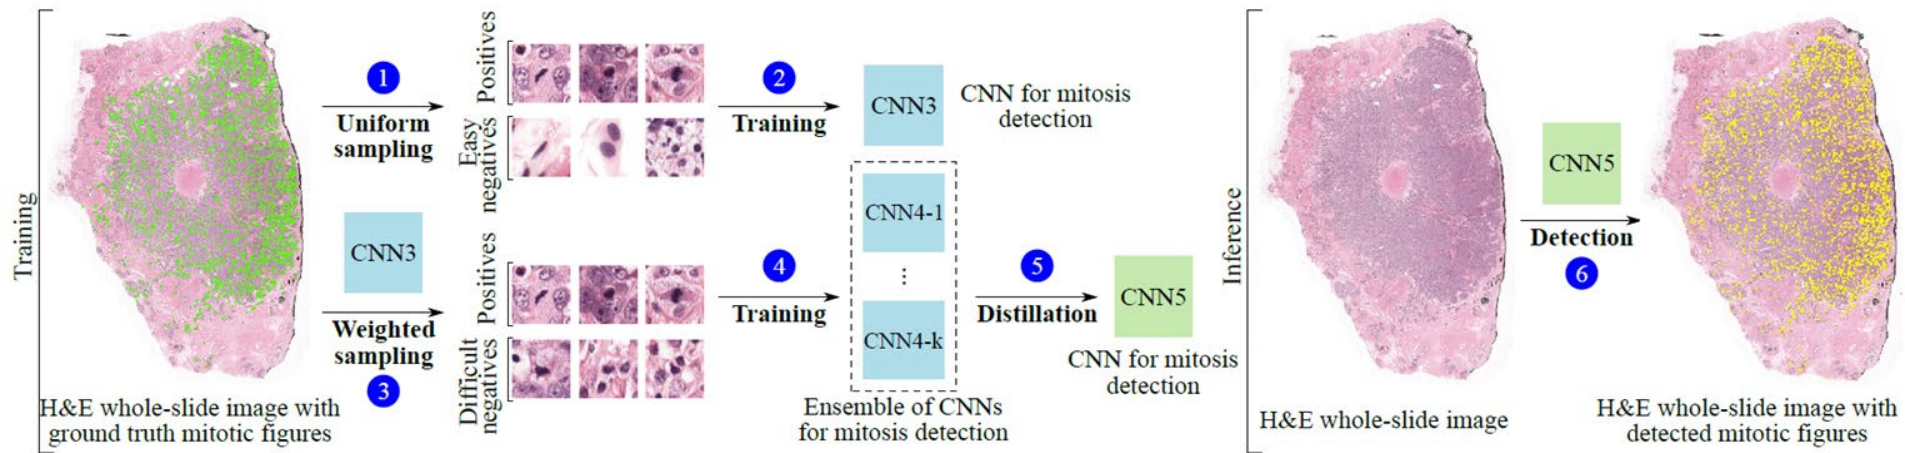 Training
H&E whole-slide image with
ground truth mitotic figures
1
Uniform
sampling
Positives
Easy
negatives
2
Training
CNN3
CNN for mitosis
detection
CNN3
Weighted
sampling
3
Positives
Difficult
negatives
4
Training
CNN4-1
...
CNN4-k
Ensemble of CNNs
for mitosis detection
5
Distillation
CNN5
CNN for mitosis
detection
Inference
H&E whole-slide image
CNN5
Detection
6
H&E whole-slide image with
detected mitotic figures